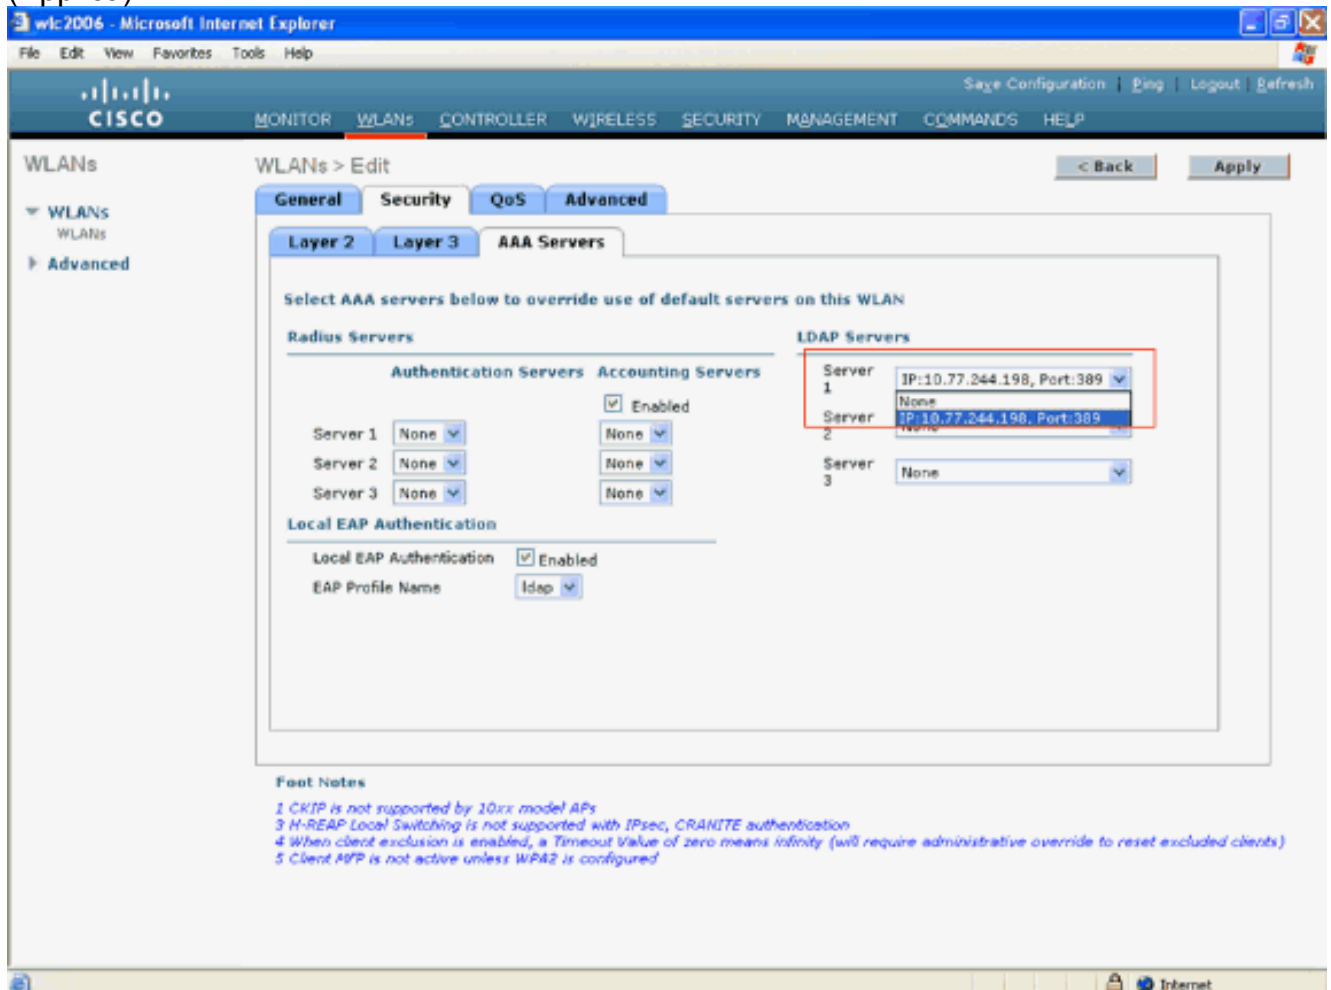 wlc2006 - Microsoft Internet Explorer
File Edit View Favorites Tools Help
Save Configuration | Ping | Logout | Refresh
CISCO
MONITOR WLANs CONTROLLER WIRELESS SECURITY MANAGEMENT COMMANDS HELP
WLANs
WLANs
WLANs
Advanced
WLANs > Edit
< Back Apply
General Security QoS Advanced
Layer 2 Layer 3 AAA Servers
Select AAA servers below to override use of default servers on this WLAN
Radius Servers
Authentication Servers Accounting Servers
Enabled
Server 1 None None
Server 2 None None
Server 3 None None
LDAP Servers
Server 1 IP:10.77.244.198, Port:389
None
IP:10.77.244.198, Port:389
Server 2 None
Server 3 None
Local EAP Authentication
Local EAP Authentication Enabled
EAP Profile Name ldap
Foot Notes
1 CKIP is not supported by 10xx model APs
3 H-REAP Local Switching is not supported with IPsec, CRANITE authentication
4 When client exclusion is enabled, a Timeout Value of zero means infinity (will require administrative override to reset excluded clients)
5 Client MFP is not active unless WPA2 is configured
Internet